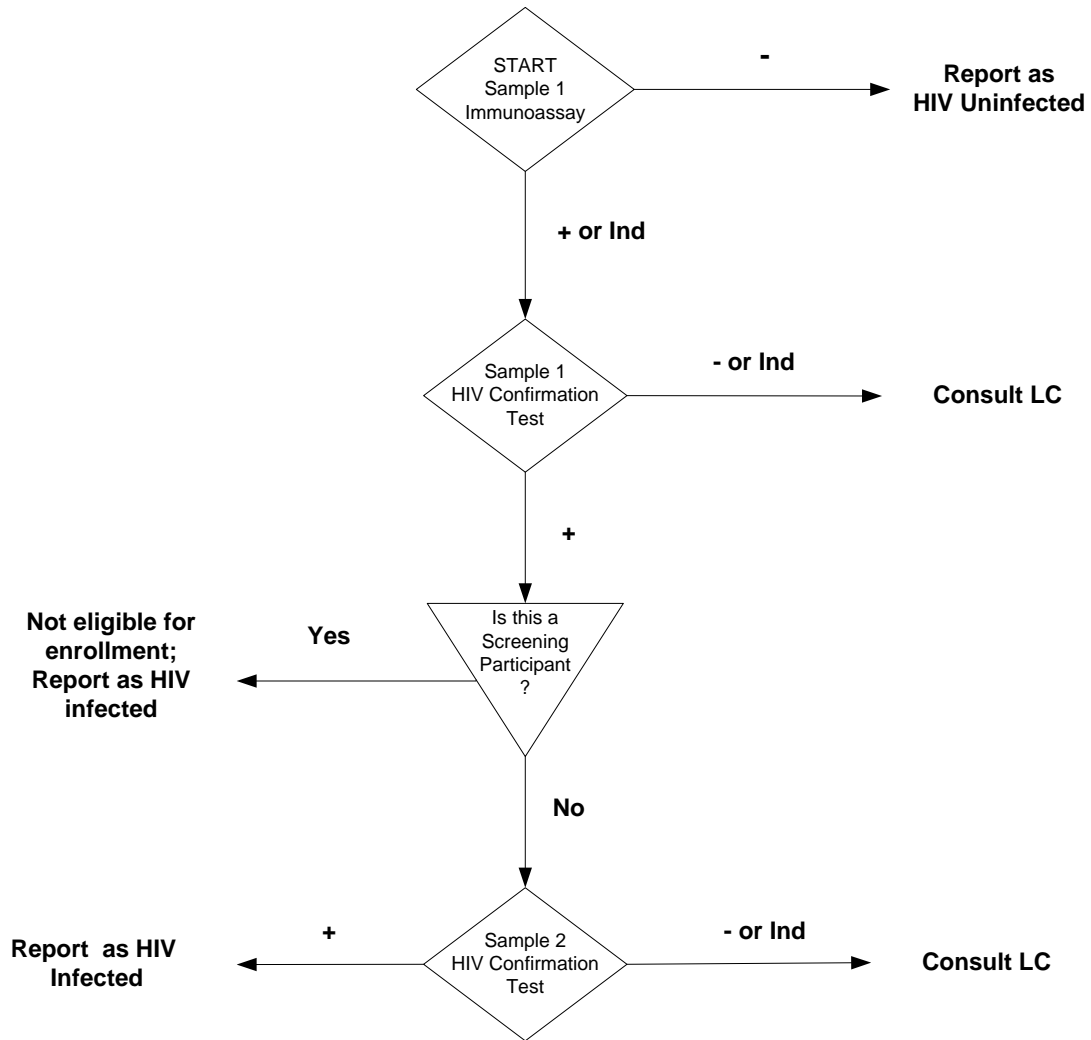 START
Sample 1
Immunoassay
-
Report as
HIV Uninfected
+ or Ind
Sample 1
HIV Confirmation
Test
- or Ind
Consult LC
+
Is this a
Screening
Participant
?
Yes
Not eligible for
enrollment;
Report as HIV
infected
No
Sample 2
HIV Confirmation
Test
+
Report as HIV
Infected
- or Ind
Consult LC